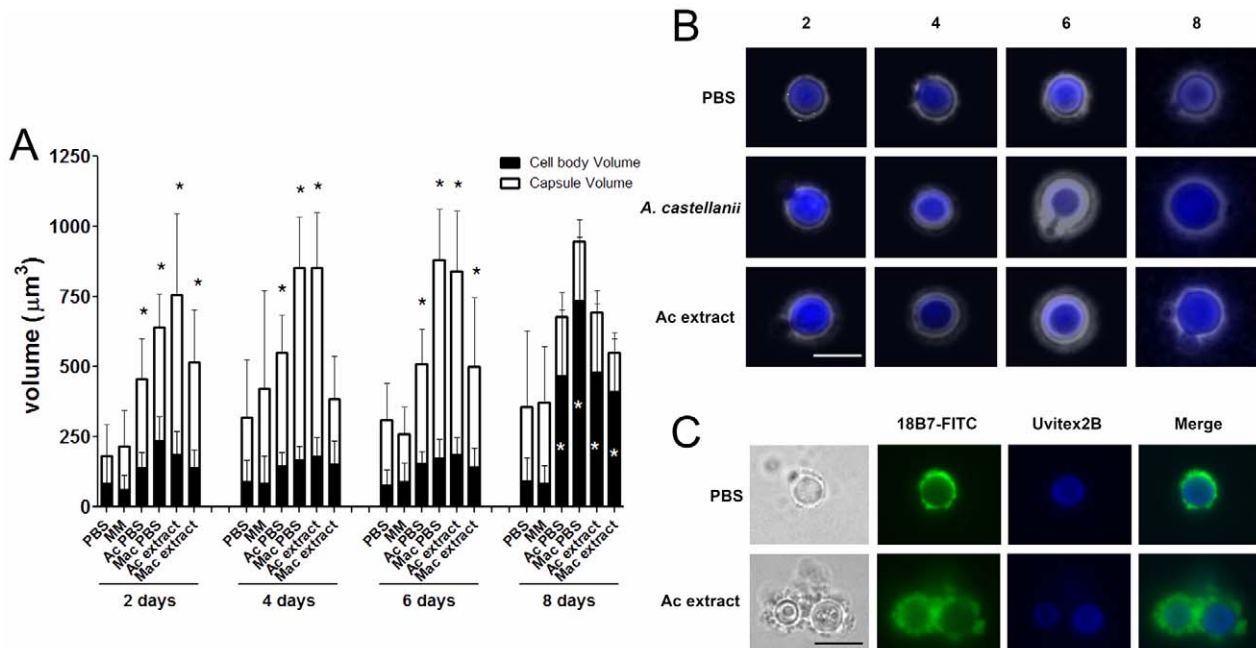 A
volume (μm³)
1250
1000
750
500
250
0
Cell body Volume
Capsule Volume
* * * * * * * * * * * * * * *
PBS MM Ac PBS Mac PBS Ac extract Mac extract
PBS MM Ac PBS Mac PBS Ac extract Mac extract
PBS MM Ac PBS Mac PBS Ac extract Mac extract
PBS MM Ac PBS Mac PBS Ac extract Mac extract
2 days 4 days 6 days 8 days
B
2 4 6 8
PBS
A. castellanii
Ac extract
C
18B7-FITC Uvitex2B Merge
PBS
Ac extract